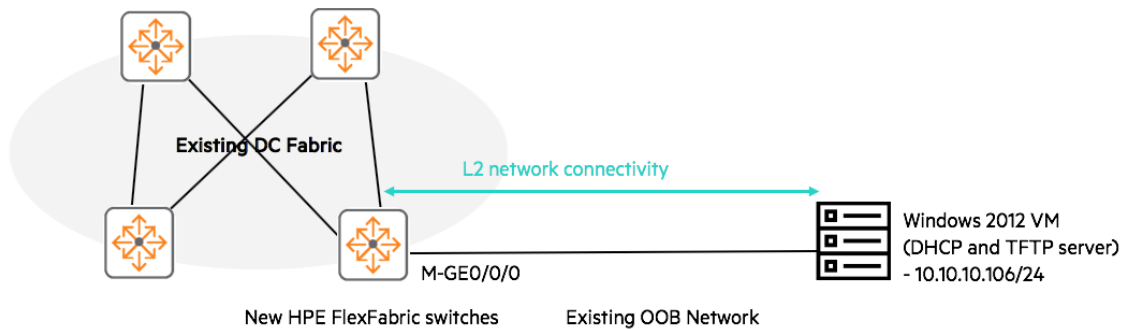 Existing DC Fabric
L2 network connectivity
Windows 2012 VM
(DHCP and TFTP server)
- 10.10.10.106/24
M-GE0/0/0
New HPE FlexFabric switches
Existing OOB Network